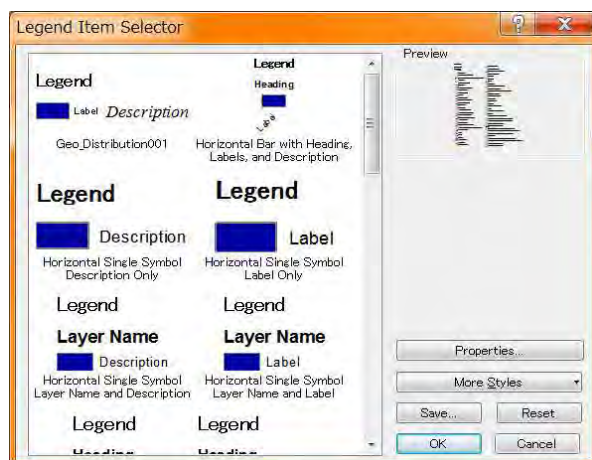 Legend Item Selector
Legend
Label Description
Geo_Distribution001
Legend
Heading
Label
Horizontal Bar with Heading,
Labels, and Description
Legend
Description
Horizontal Single Symbol
Description Only
Legend
Label
Horizontal Single Symbol
Label Only
Legend
Layer Name
Description
Horizontal Single Symbol
Layer Name and Description
Legend
Layer Name
Label
Horizontal Single Symbol
Layer Name and Label
Legend
Heading
Legend
Heading
Preview
Properties...
More Styles
Save...
Reset
OK
Cancel